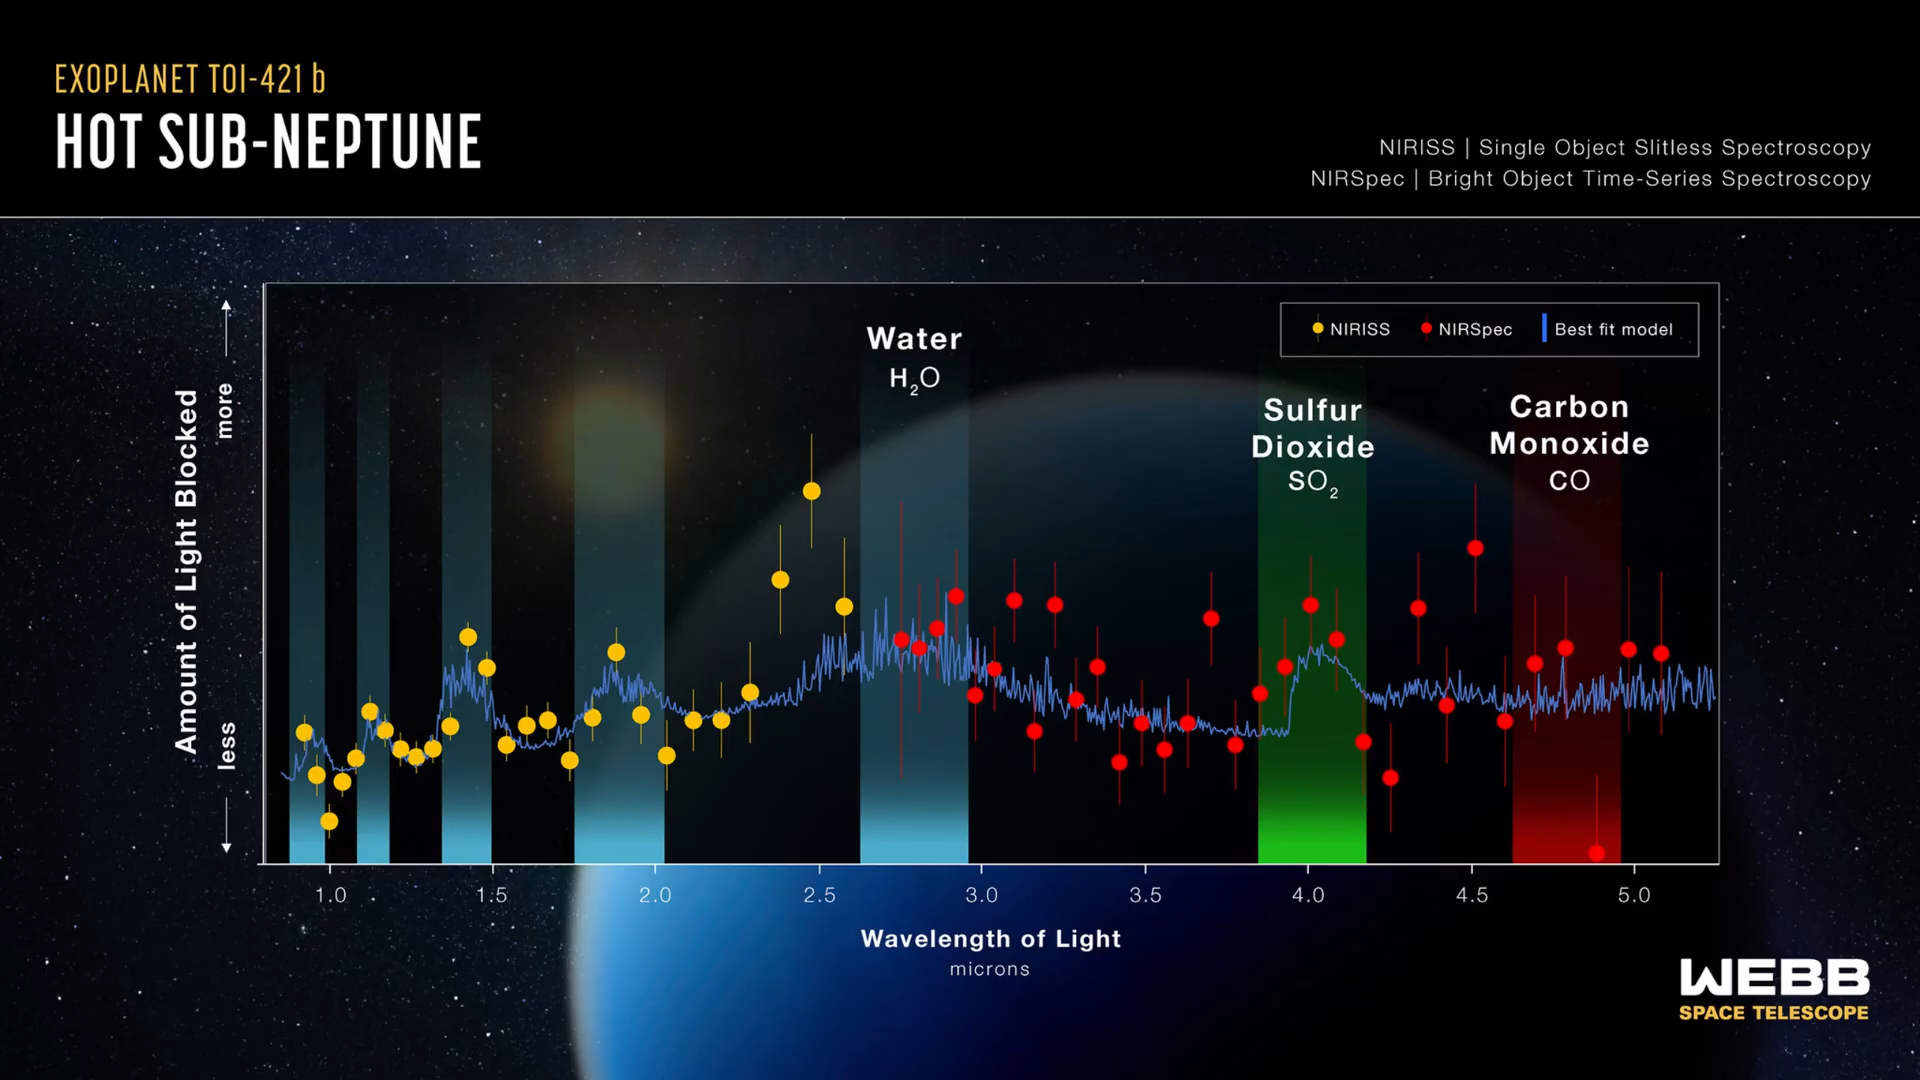 EXOPLANET TOI-421 b
HOT SUB-NEPTUNE
NIRISS | Single Object Slitless Spectroscopy
NIRSpec | Bright Object Time-Series Spectroscopy
NIRISS NIRSpec Best fit model
Water
H₂O
Sulfur
Dioxide
SO₂
Carbon
Monoxide
CO
Amount of Light Blocked
more
less
1.0 1.5 2.0 2.5 3.0 3.5 4.0 4.5 5.0
Wavelength of Light
microns
WEBB
SPACE TELESCOPE